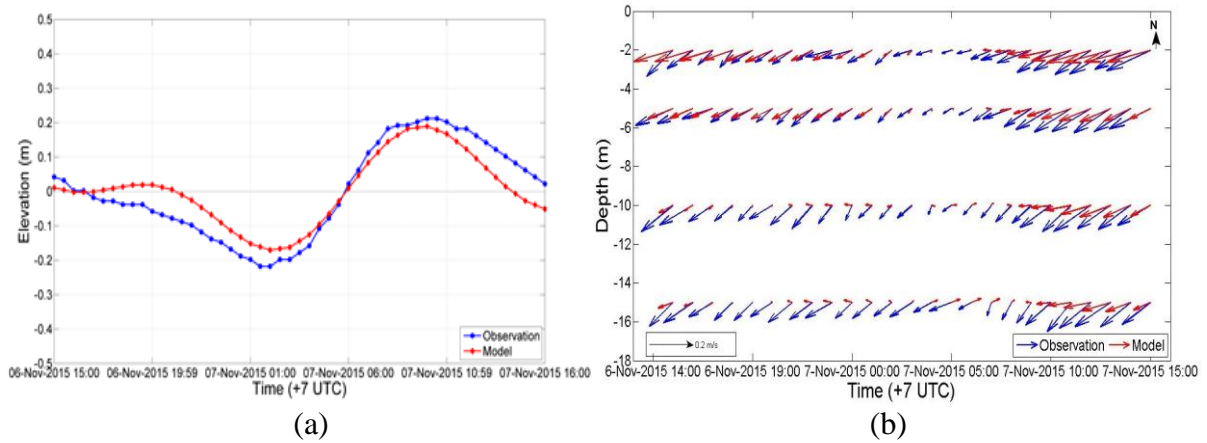 0.5
0.4
0.3
0.2
0.1
0
-0.1
-0.2
-0.3
-0.4
-0.5
Elevation (m)
Observation
Model
06-Nov-2015 15:00 06-Nov-2015 19:59 07-Nov-2015 01:00 07-Nov-2015 06:00 07-Nov-2015 10:59 07-Nov-2015 16:00
Time (+7 UTC)
(a)
0
-2
-4
-6
-8
-10
-12
-14
-16
-18
Depth (m)
N
0.2 m/s
Observation Model
6-Nov-2015 14:00 6-Nov-2015 19:00 7-Nov-2015 00:00 7-Nov-2015 05:00 7-Nov-2015 10:00 7-Nov-2015 15:00
Time (+7 UTC)
(b)